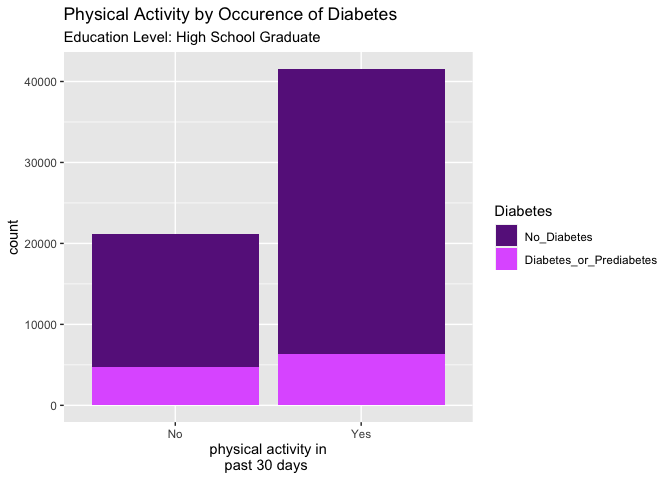 Physical Activity by Occurence of Diabetes
Education Level: High School Graduate
40000
30000
20000
10000
0
count
No
Yes
physical activity in
past 30 days
Diabetes
No_Diabetes
Diabetes_or_Prediabetes